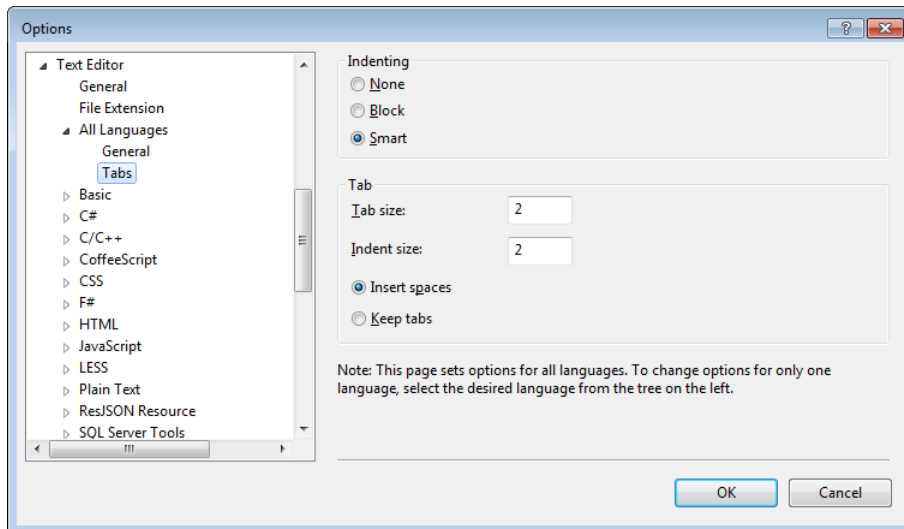 Options
Text Editor
General
File Extension
All Languages
General
Tabs
Basic
C#
C/C++
CoffeeScript
CSS
F#
HTML
JavaScript
LESS
Plain Text
ResJSON Resource
SQL Server Tools
Indenting
None
Block
Smart
Tab
Tab size: 2
Indent size: 2
Insert spaces
Keep tabs
Note: This page sets options for all languages. To change options for only one
language, select the desired language from the tree on the left.
OK Cancel